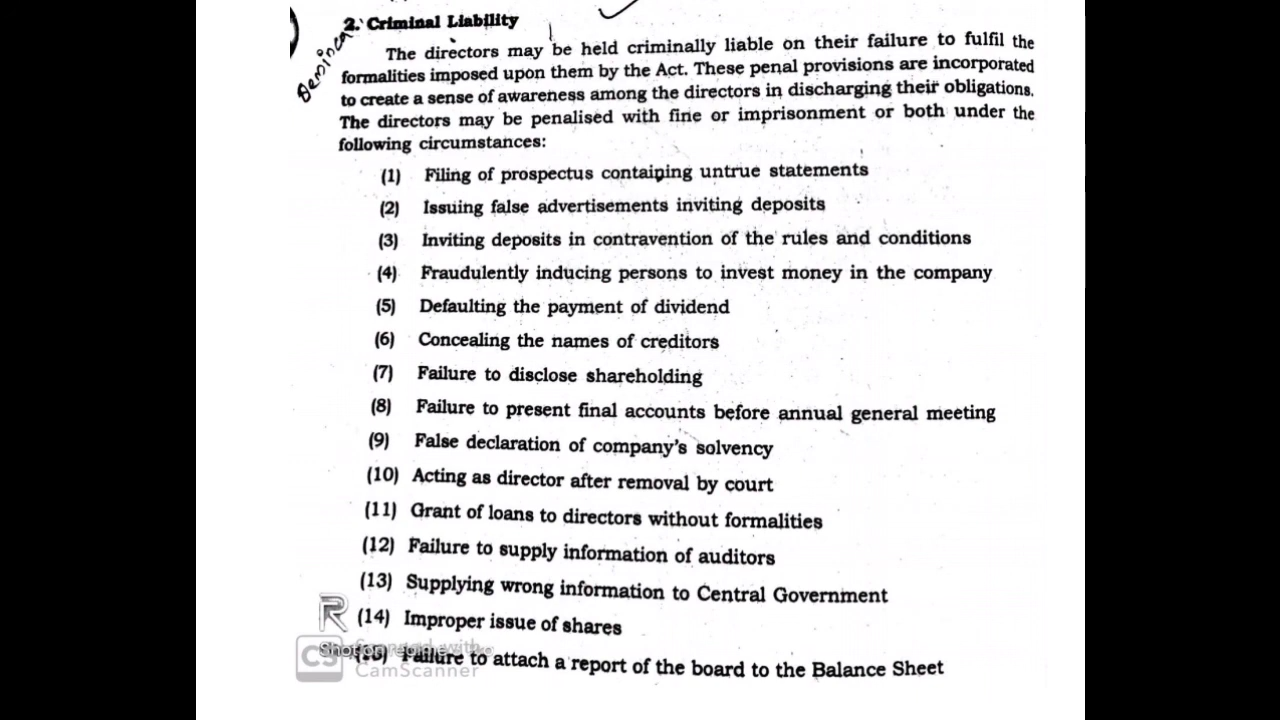 2. Criminal Liability
The directors may be held criminally liable on their failure to fulfil the
formalities imposed upon them by the Act. These penal provisions are incorporated
to create a sense of awareness among the directors in discharging their obligations.
The directors may be penalised with fine or imprisonment or both under the
following circumstances:
(1) Filing of prospectus containing untrue statements
(2) Issuing false advertisements inviting deposits
(3) Inviting deposits in contravention of the rules and conditions
(4) Fraudulently inducing persons to invest money in the company
(5) Defaulting the payment of dividend
(6) Concealing the names of creditors
(7) Failure to disclose shareholding
(8) Failure to present final accounts before annual general meeting
(9) False declaration of company's solvency
(10) Acting as director after removal by court
(11) Grant of loans to directors without formalities
(12) Failure to supply information of auditors
(13) Supplying wrong information to Central Government
R
(14) Improper issue of shares
Shot on
(15) Failure to attach a report of the board to the Balance Sheet
CS
Scanned with
CamScanner